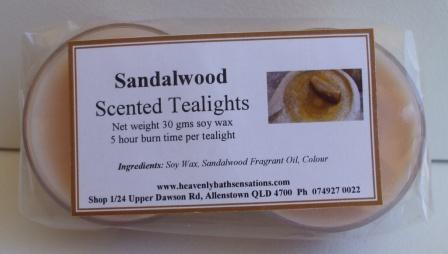 Sandalwood
Scented Tealights
Net weight 30 gms soy wax
5 hour burn time per tealight
Ingredients: Soy Wax, Sandalwood Fragrant Oil, Colour
www.heavenlybathsensations.com
Shop 1/24 Upper Dawson Rd, Allenstown QLD 4700 Ph 074927 0022